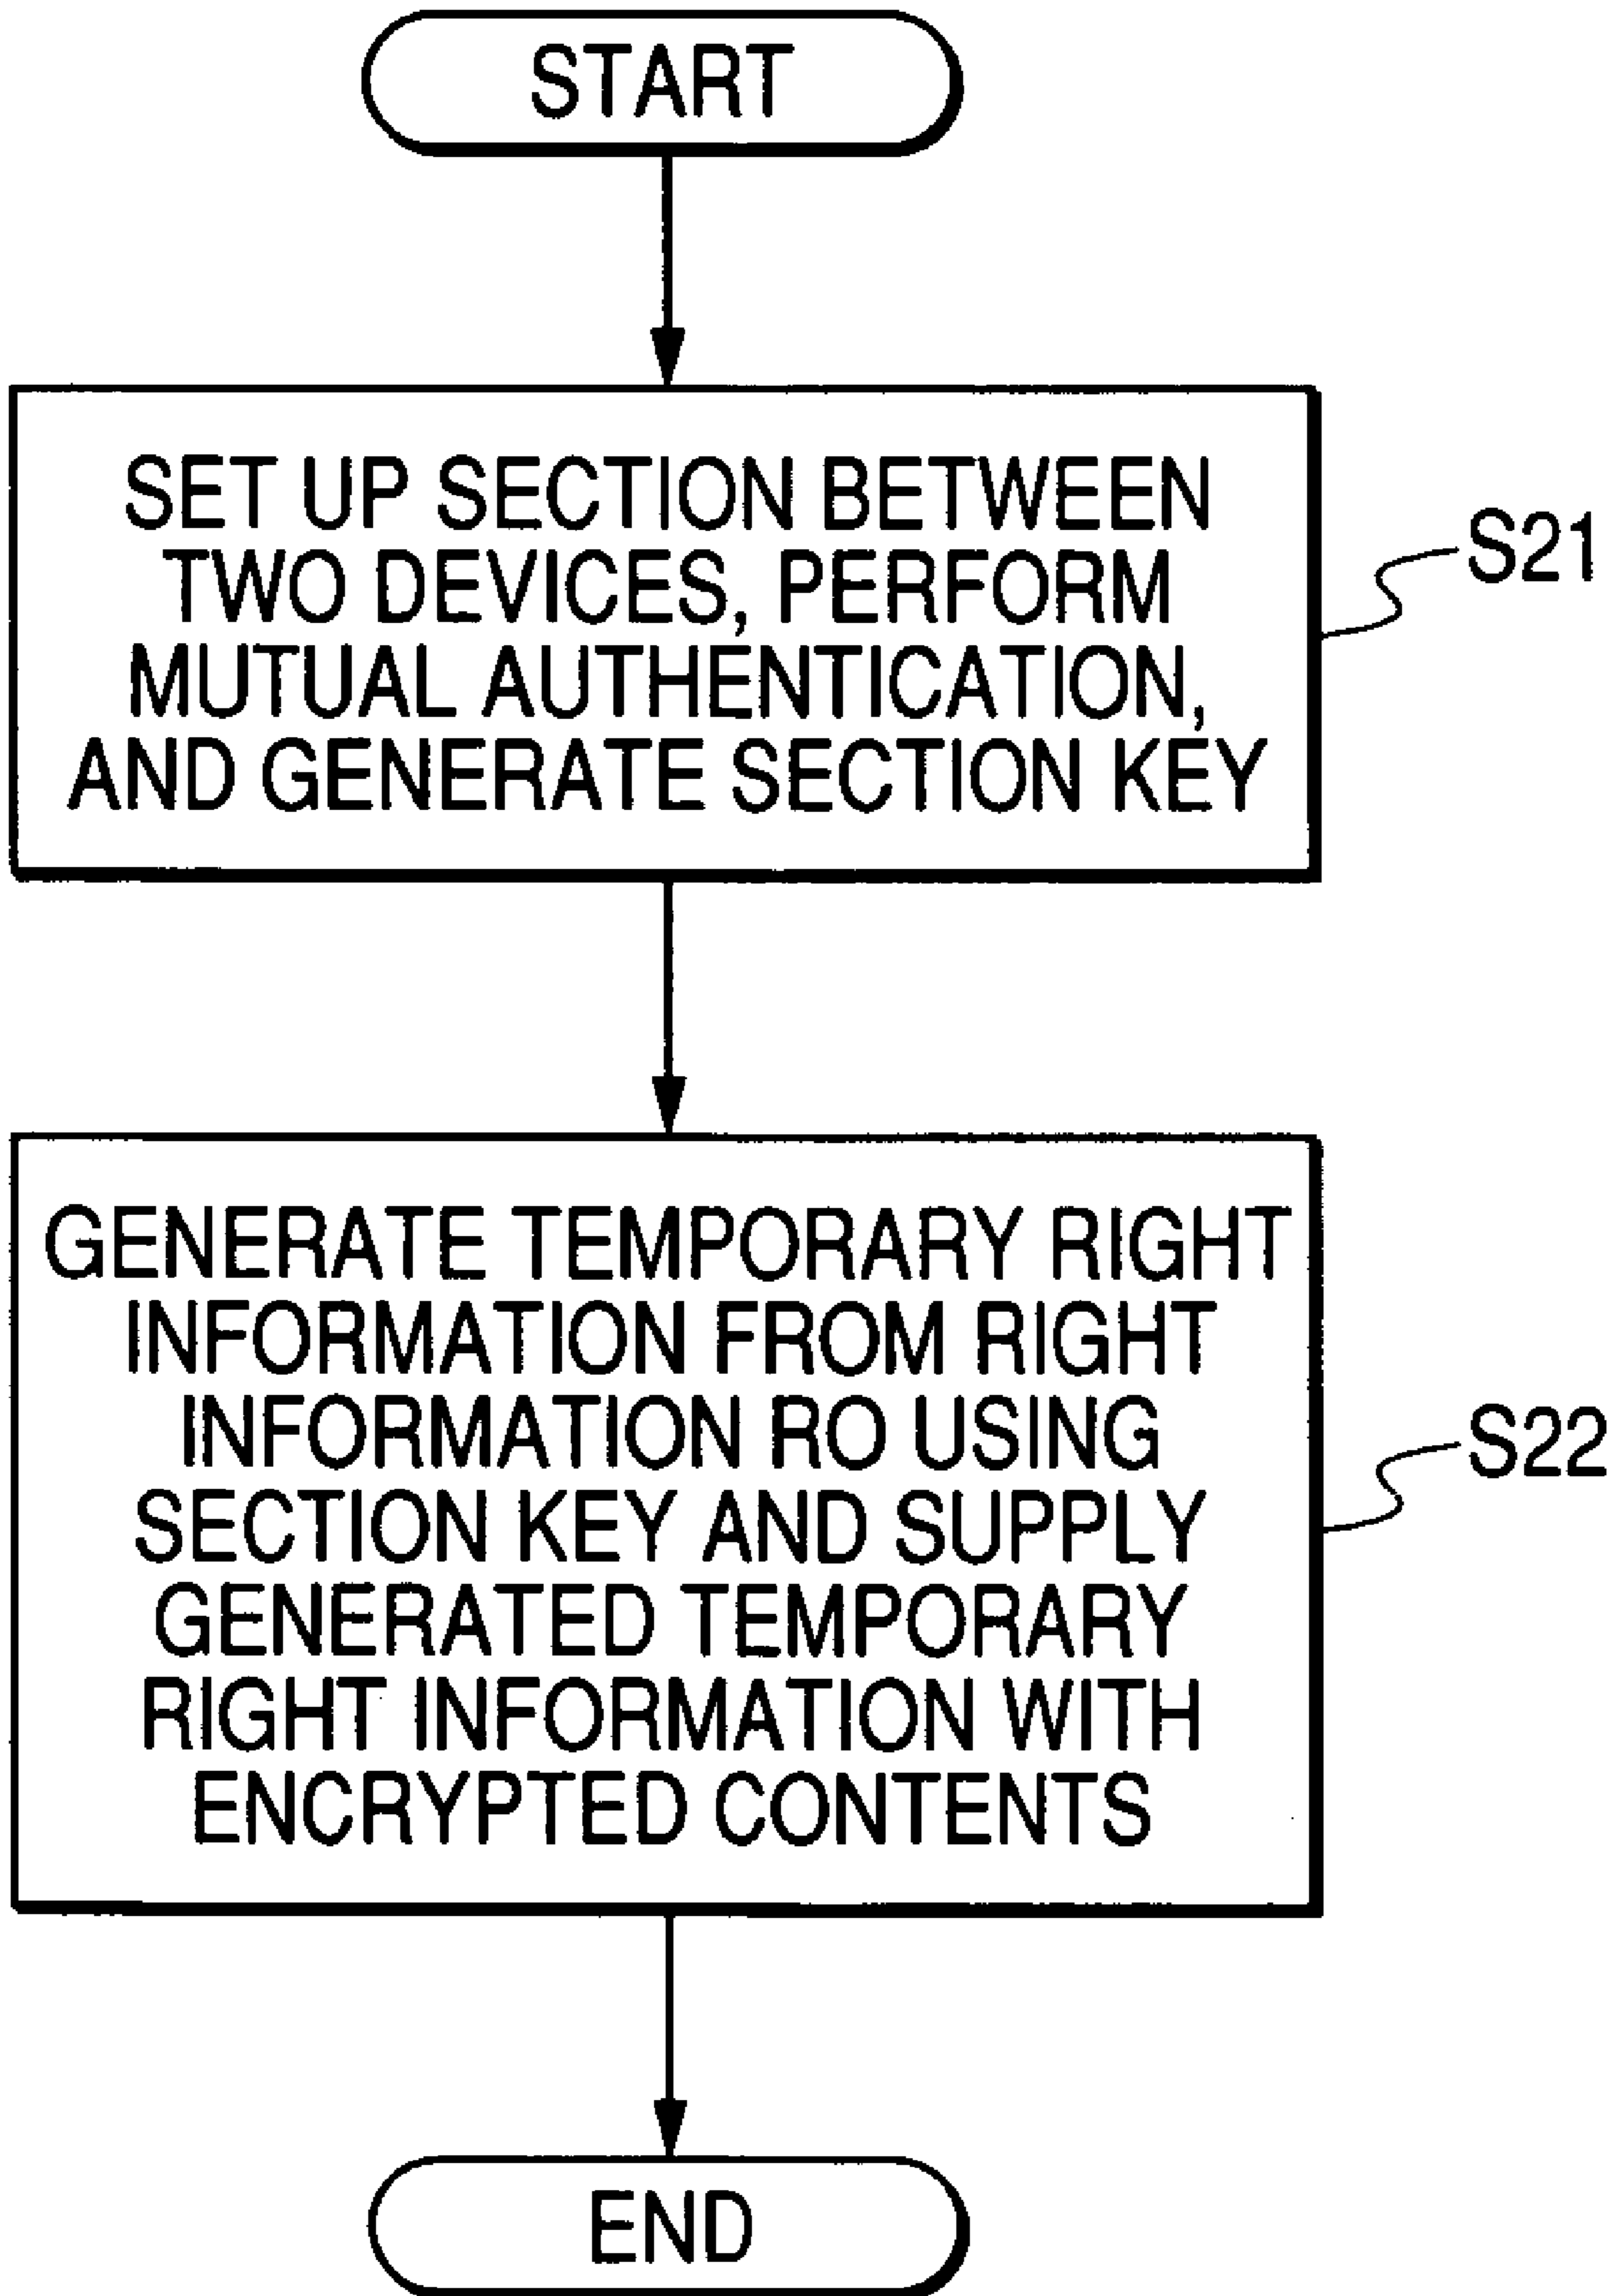 START
SET UP SECTION BETWEEN
TWO DEVICES, PERFORM
MUTUAL AUTHENTICATION,
AND GENERATE SECTION KEY
S21
GENERATE TEMPORARY RIGHT
INFORMATION FROM RIGHT
INFORMATION RO USING
SECTION KEY AND SUPPLY
GENERATED TEMPORARY
RIGHT INFORMATION WITH
ENCRYPTED CONTENTS
S22
END